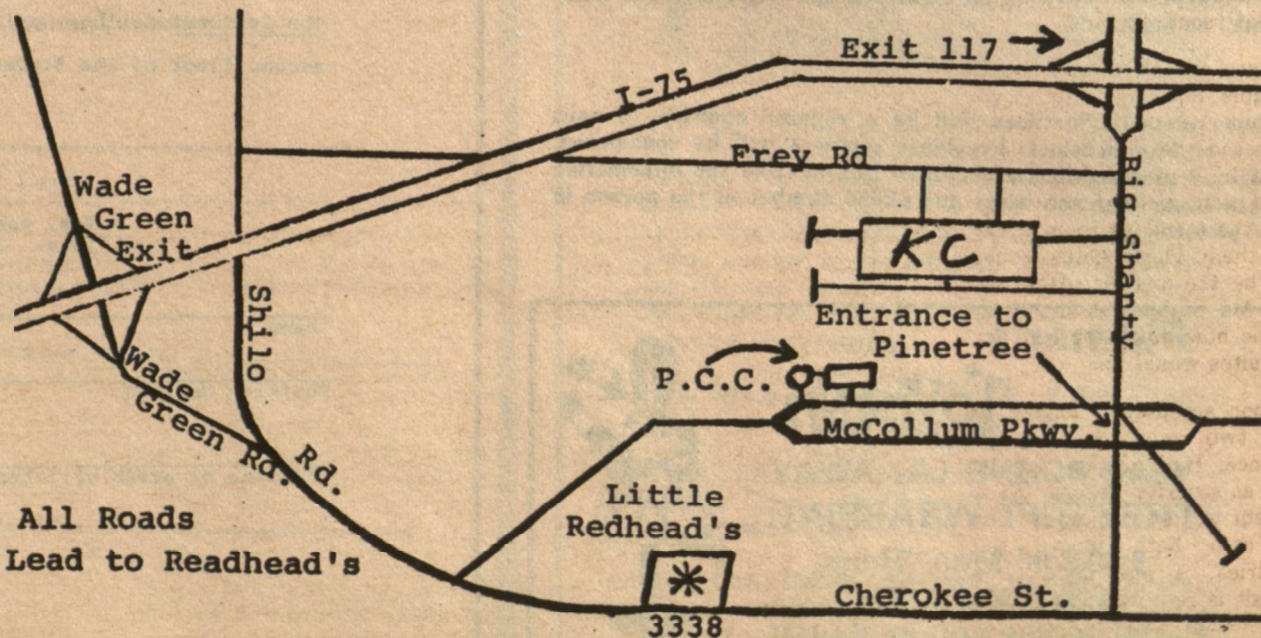 Exit 117
I-75
Frey Rd
Wade
Green
Exit
Big Shanty
KC
Shilo
Entrance to
Pinetree
P.C.C.
McCollum Pkwy.
Wade
Green Rd.
Rd.
Little
Redhead's
All Roads
Lead to Readhead's
Cherokee St.
3338